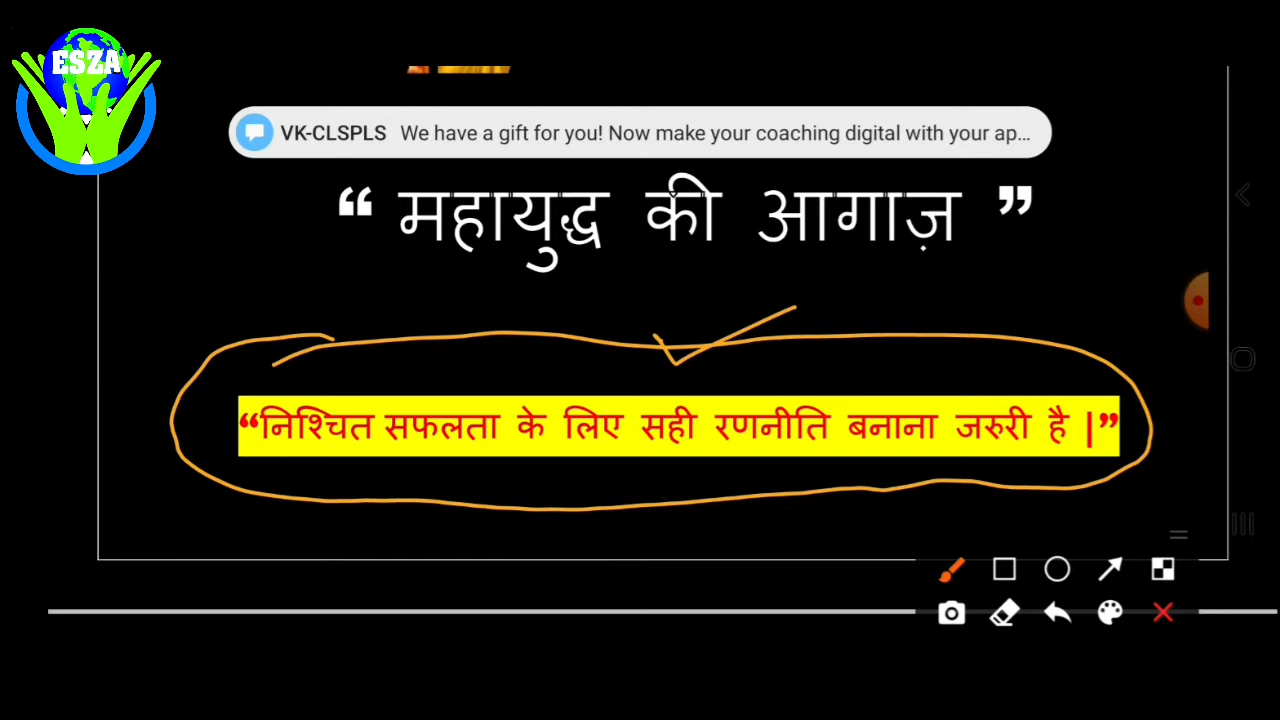 ESZA
VK-CLSPLS We have a gift for you! Now make your coaching digital with your ap...
“ महायुद्ध की आगाज़ ”
“निश्चित सफलता के लिए सही रणनीति बनाना जरुरी है |”